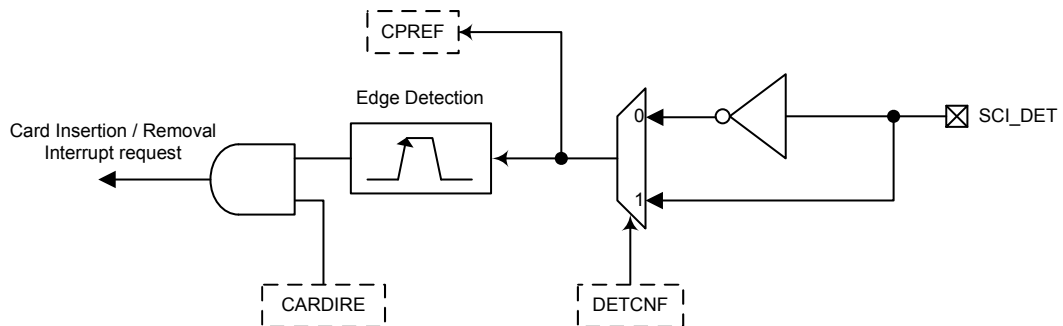 CPREF
Edge Detection
Card Insertion / Removal
Interrupt request
0
SCI_DET
1
CARDIRE
DETCNF